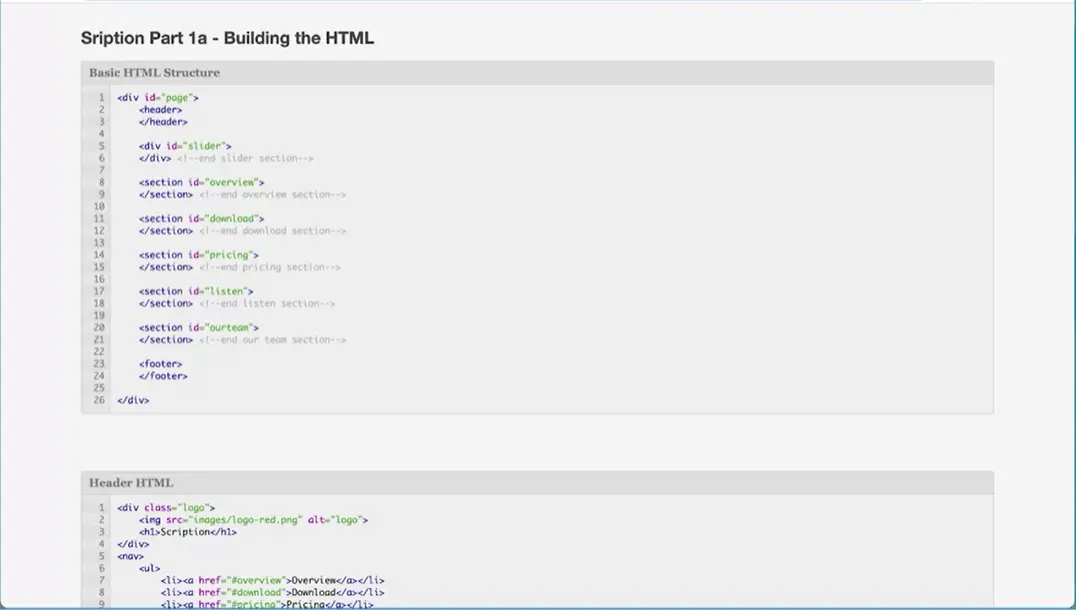 Sription Part 1a - Building the HTML
Basic HTML Structure
1 <div id="page">
2 <header>
3 </header>
4
5 <div id="slider">
6 </div> <!--end slider section-->
7
8 <section id="overview">
9 </section> <!--end overview section-->
10
11 <section id="download">
12 </section> <!--end download section-->
13
14 <section id="pricing">
15 </section> <!--end pricing section-->
16
17 <section id="listen">
18 </section> <!--end listen section-->
19
20 <section id="ourteam">
21 </section> <!--end our team section-->
22
23 <footer>
24 </footer>
25
26 </div>
Header HTML
1 <div class="logo">
2 <img src="images/logo-red.png" alt="logo">
3 <h1>Scription</h1>
4 </div>
5 <nav>
6 <ul>
7 <li><a href="#overview">Overview</a></li>
8 <li><a href="#download">Download</a></li>
9 <li><a href="#pricing">Pricing</a></li>